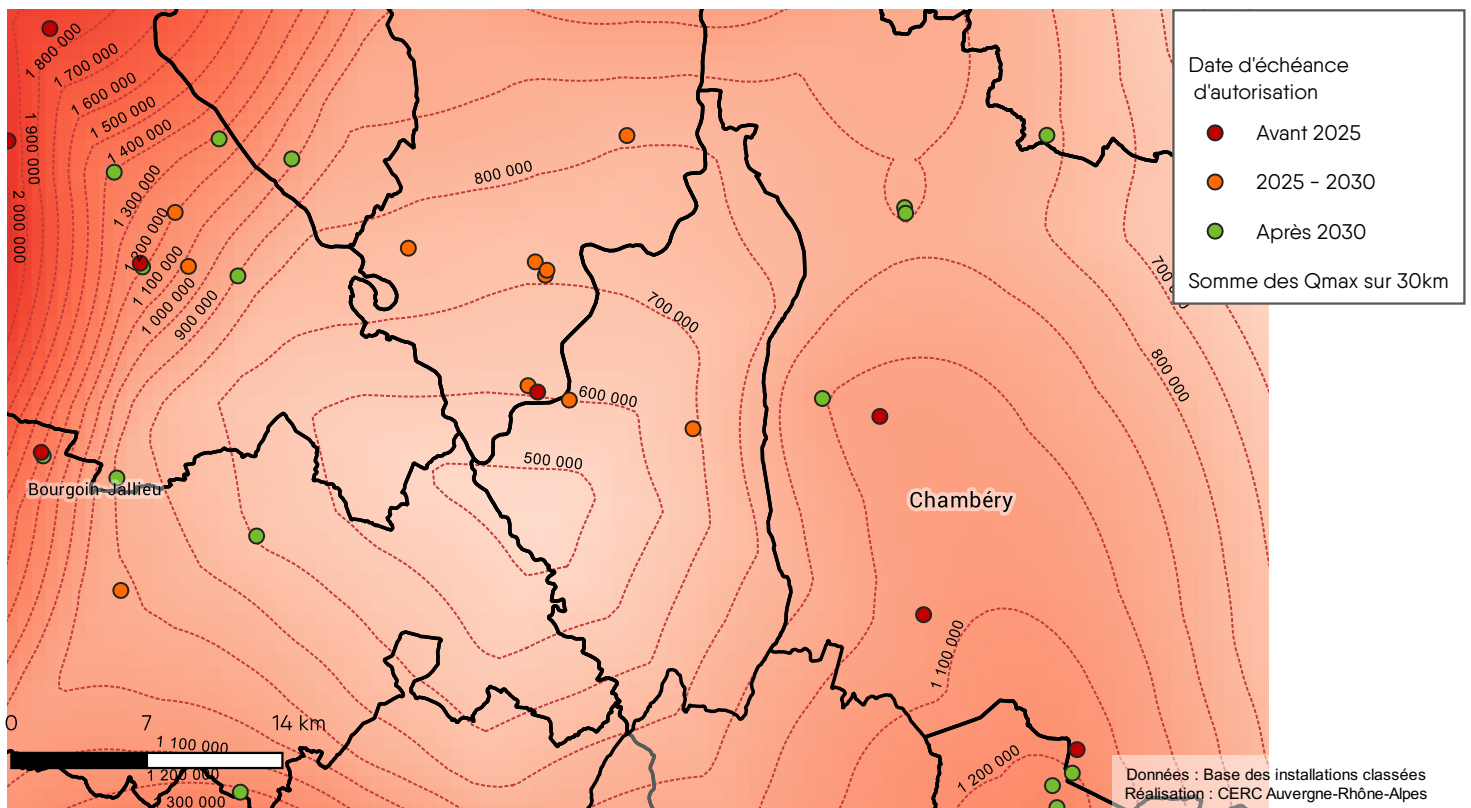 1 800 000
1 700 000
1 600 000
1 500 000
1 400 000
1 900 000
1 300 000
2 000 000
1 200 000
1 100 000
1 000 000
900 000
800 000
700 000
600 000
500 000
800 000
Bourgoin-Jallieu
Chambéry
1 100 000
1 200 000
0 7 14 km
1 100 000
1 200 000
300 000
Date d'échéance
d'autorisation
Avant 2025
2025 - 2030
Après 2030
Somme des Qmax sur 30km
Données : Base des installations classées
Réalisation : CERC Auvergne-Rhône-Alpes